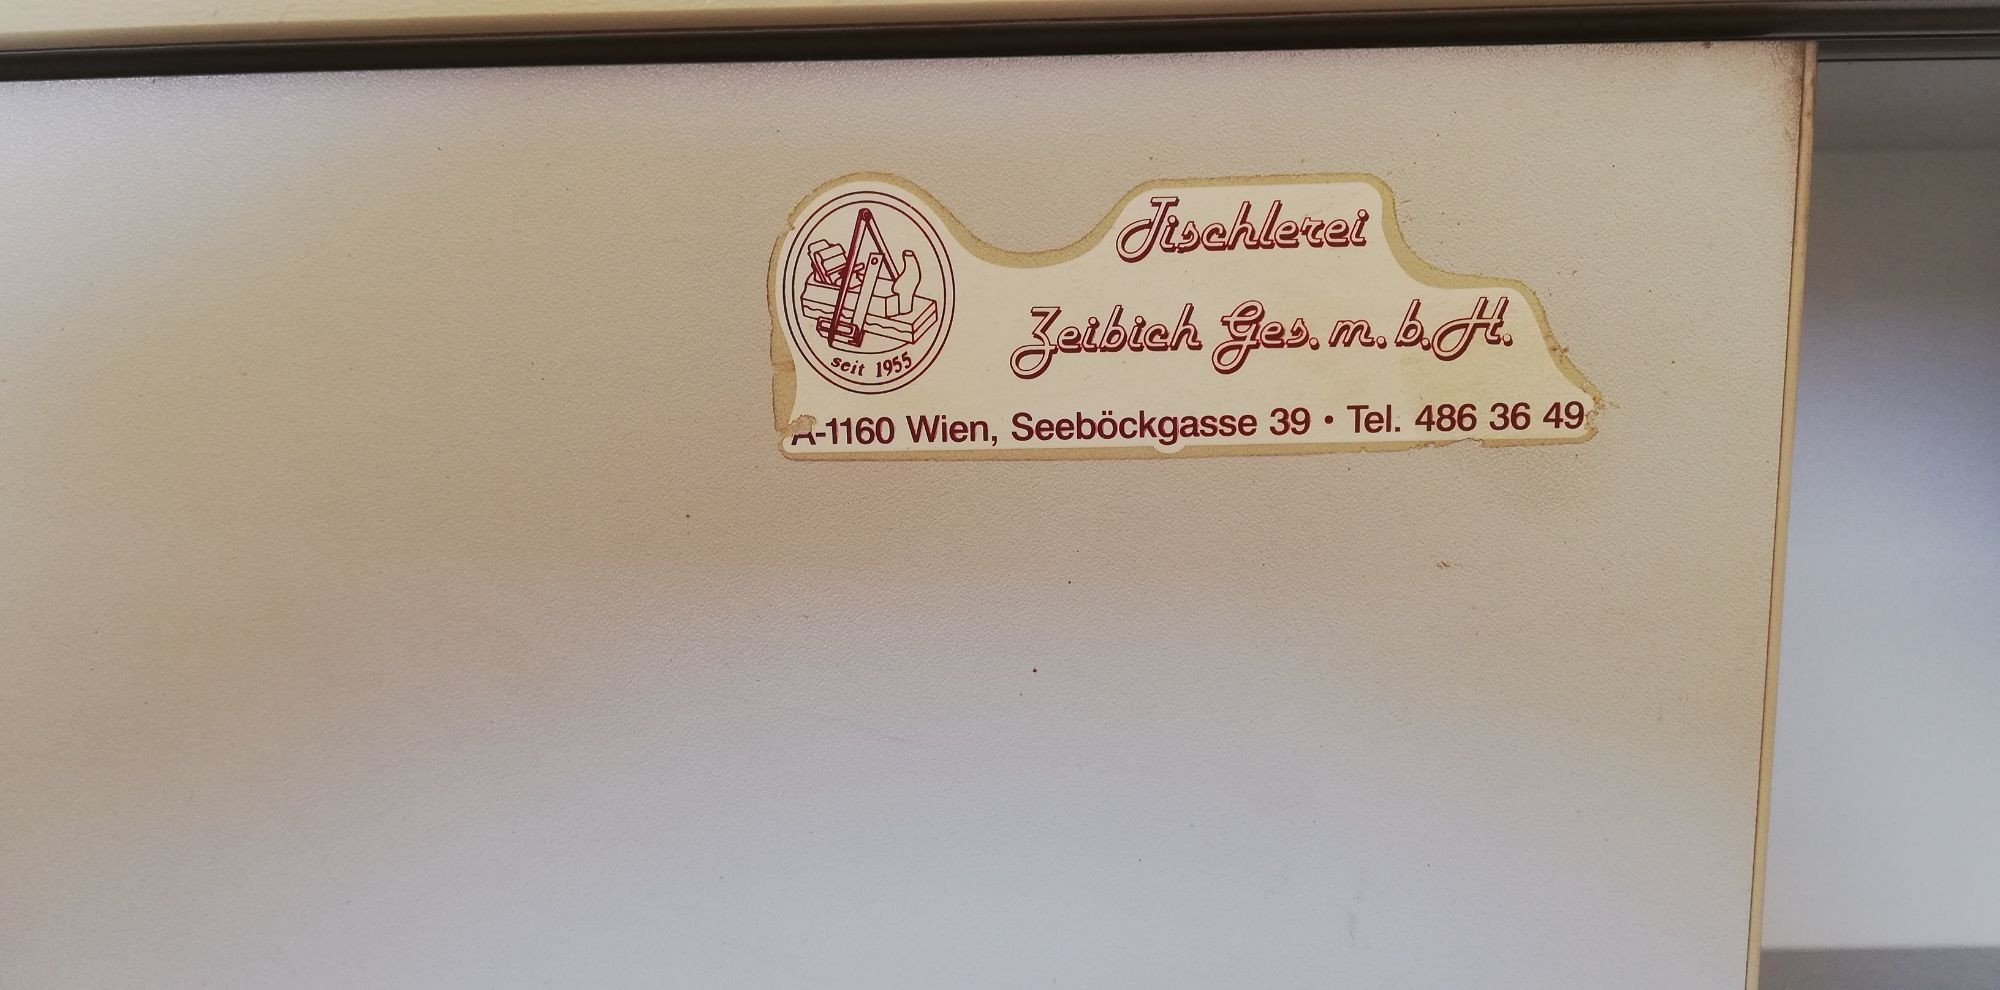 Tischlerei
Zeibich Ges. m. b. H.
seit 1955
A-1160 Wien, Seeböckgasse 39 • Tel. 486 36 49